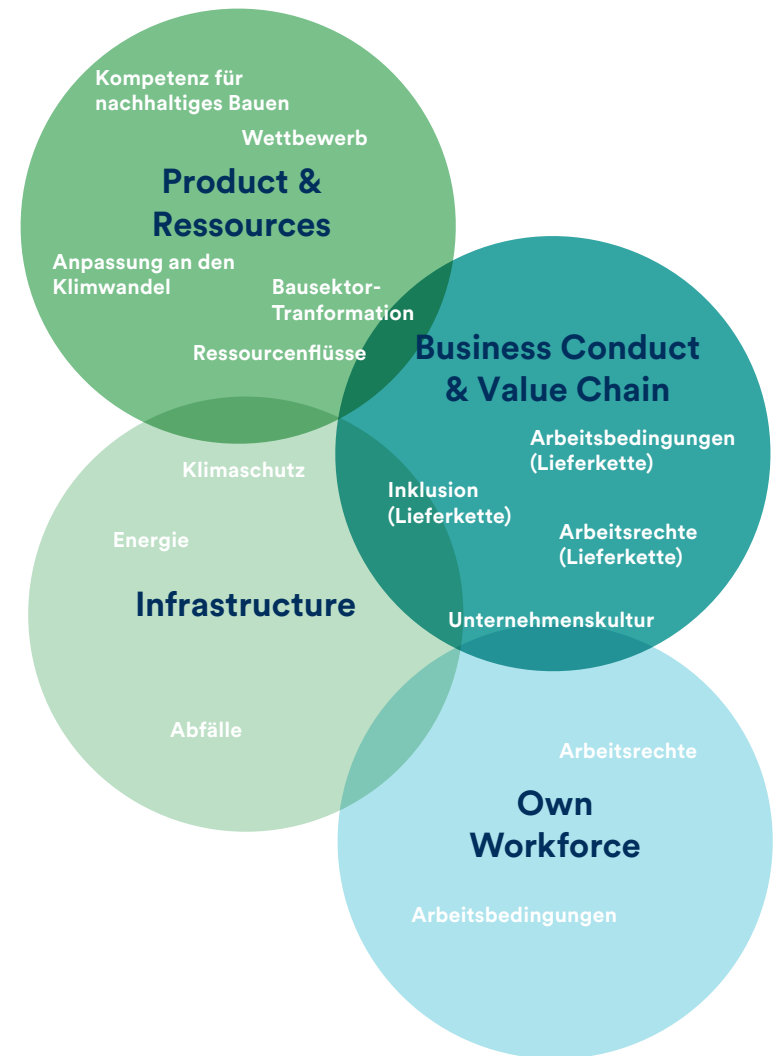 Kompetenz für
nachhaltiges Bauen
Wettbewerb
Product &
Ressources
Anpassung an den
Klimwandel
Bausektor-
Tranformation
Ressourcenflüsse
Business Conduct
& Value Chain
Arbeitsbedingungen
(Lieferkette)
Inklusion
(Lieferkette)
Arbeitsrechte
(Lieferkette)
Unternehmenskultur
Klimaschutz
Energie
Infrastructure
Abfälle
Arbeitsrechte
Own
Workforce
Arbeitsbedingungen